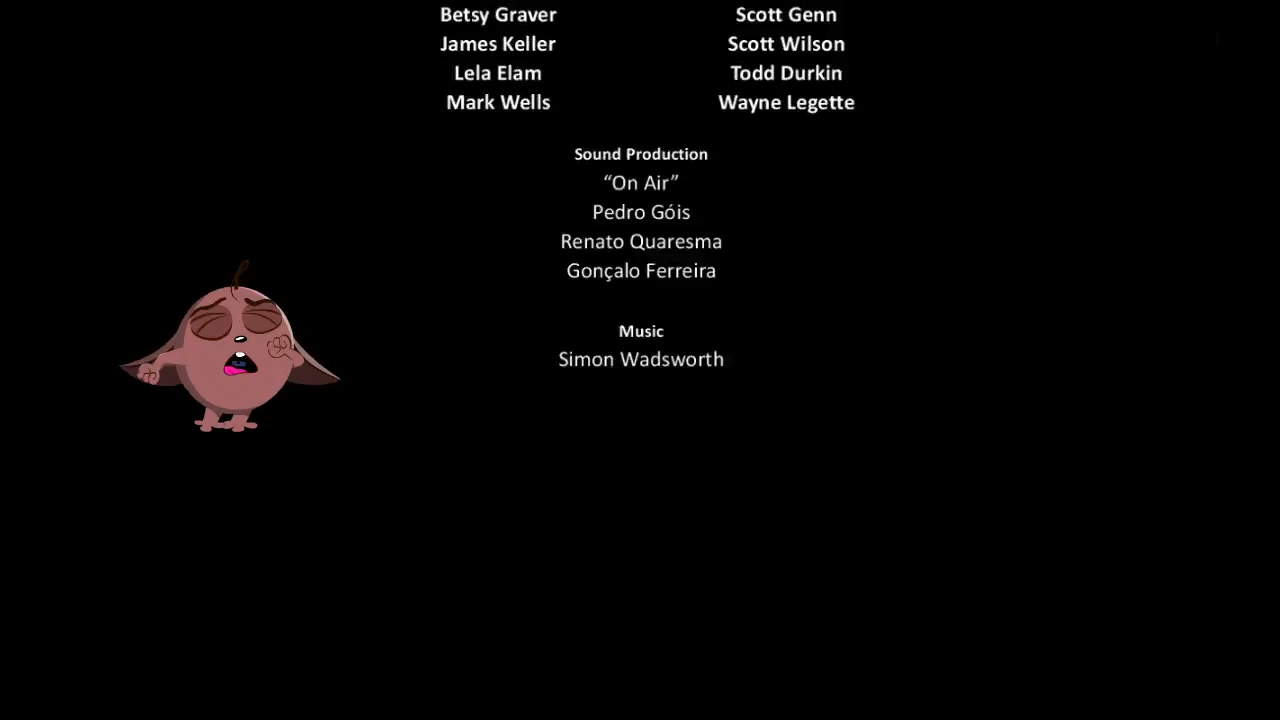 Betsy Graver Scott Genn
James Keller Scott Wilson
Lela Elam Todd Durkin
Mark Wells Wayne Legette
Sound Production
“On Air”
Pedro Góis
Renato Quaresma
Gonçalo Ferreira
Music
Simon Wadsworth